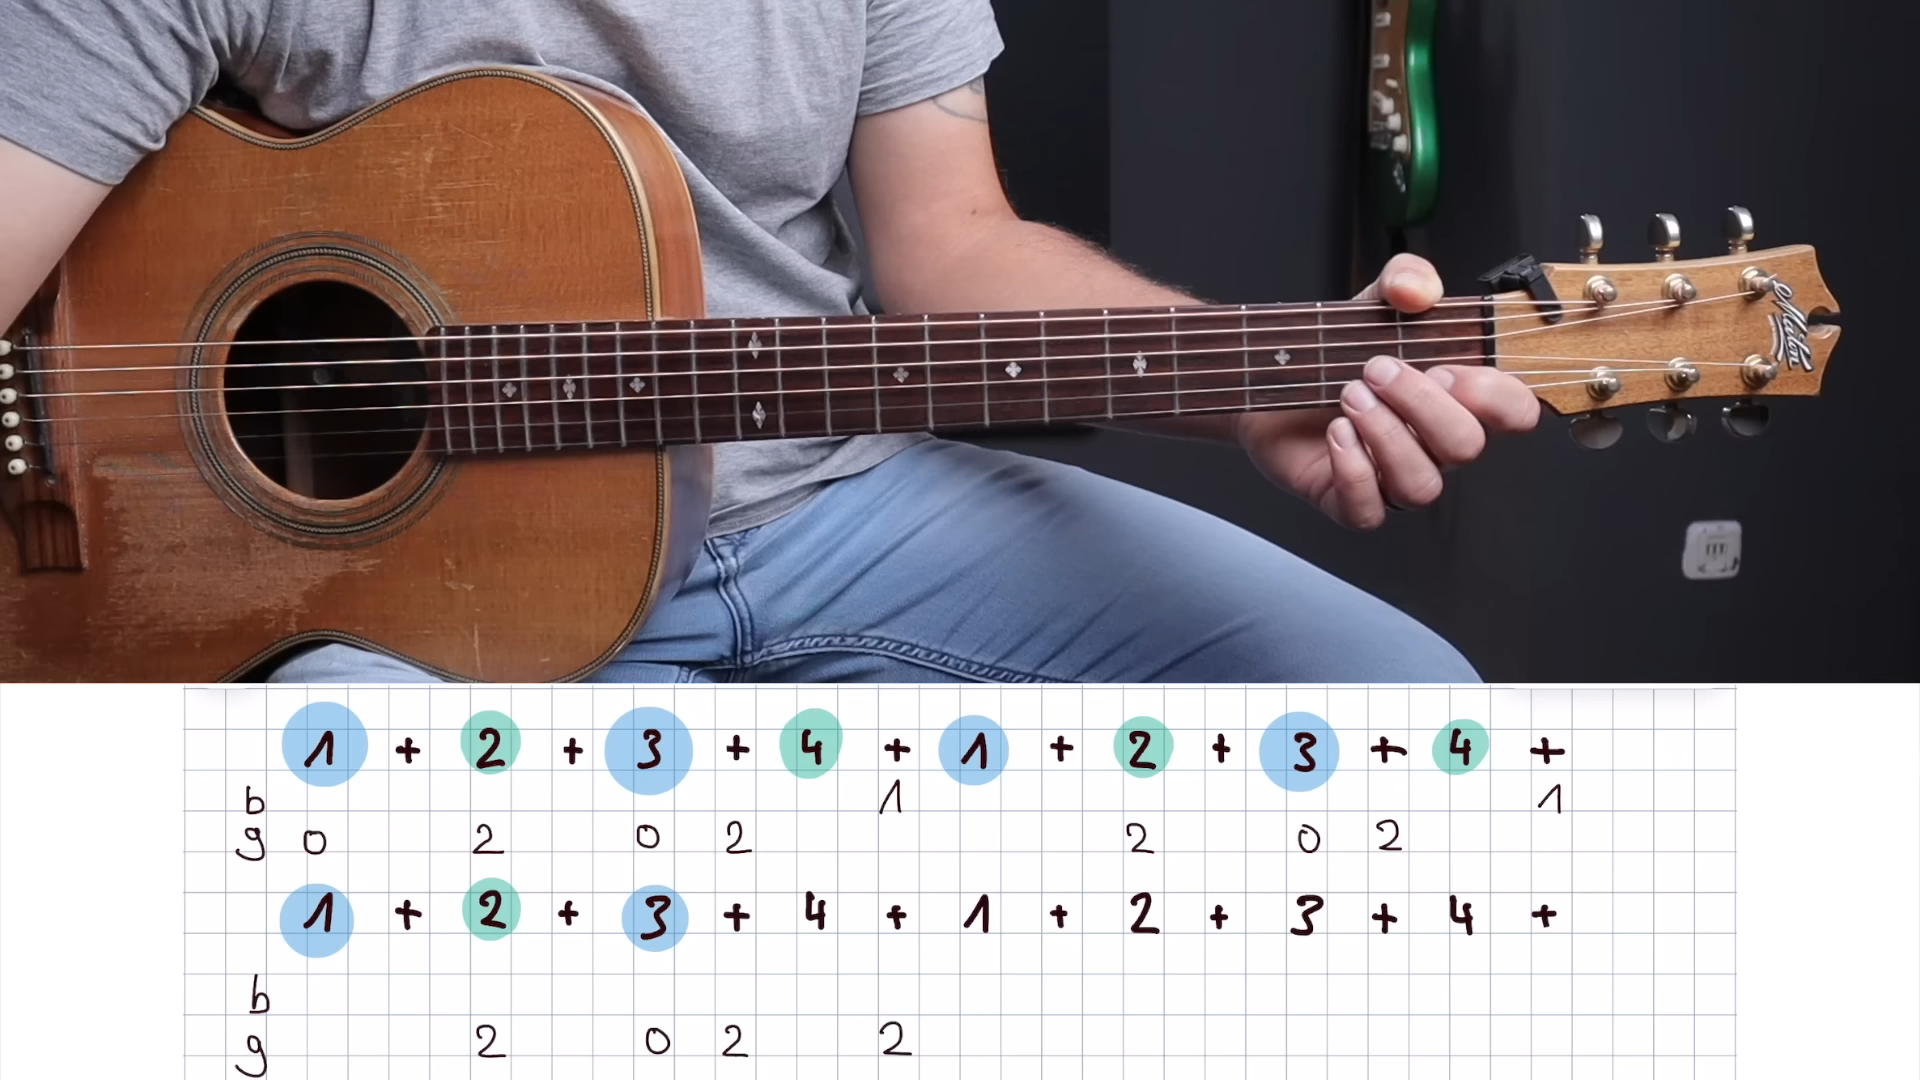 Martin
1 + 2 + 3 + 4 + 1 + 2 + 3 + 4 +
b 1 1
g 0 2 0 2 2 0 2
1 + 2 + 3 + 4 + 1 + 2 + 3 + 4 +
b
g 2 0 2 2